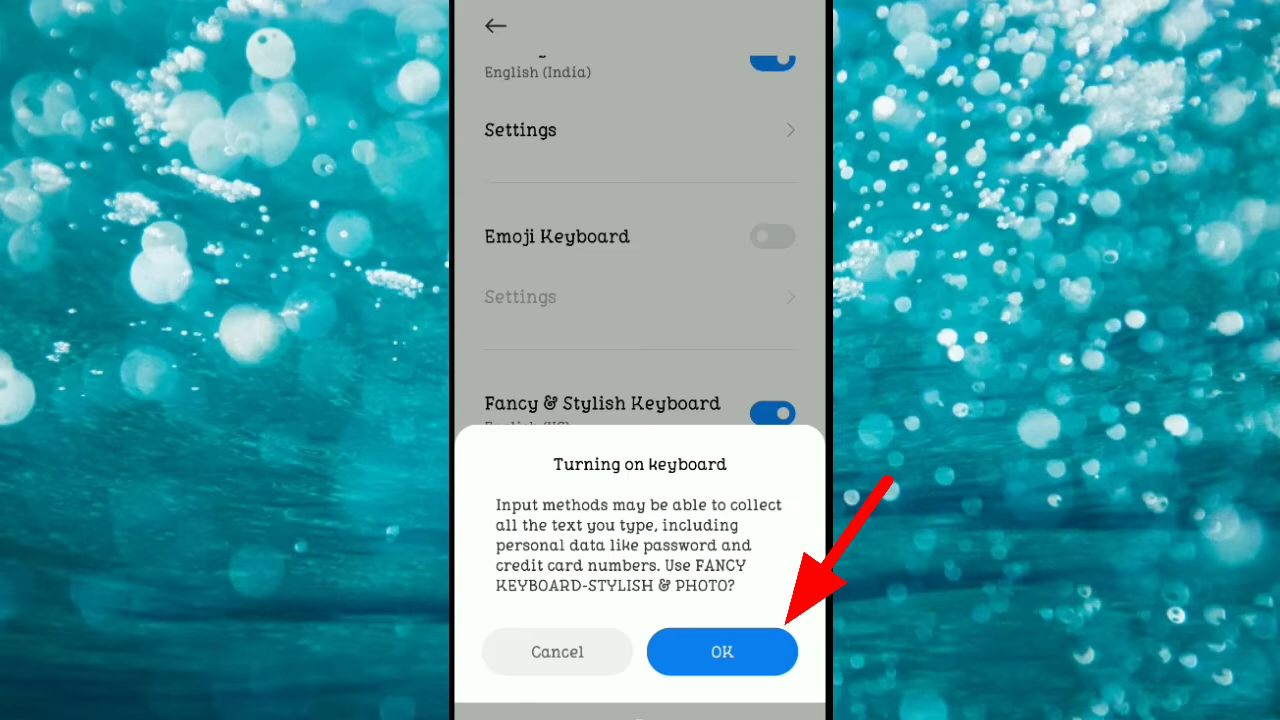 English (India)
Settings
Emoji Keyboard
Settings
Fancy & Stylish Keyboard
English (US)
Turning on keyboard
Input methods may be able to collect
all the text you type, including
personal data like password and
credit card numbers. Use FANCY
KEYBOARD-STYLISH & PHOTO?
Cancel
OK